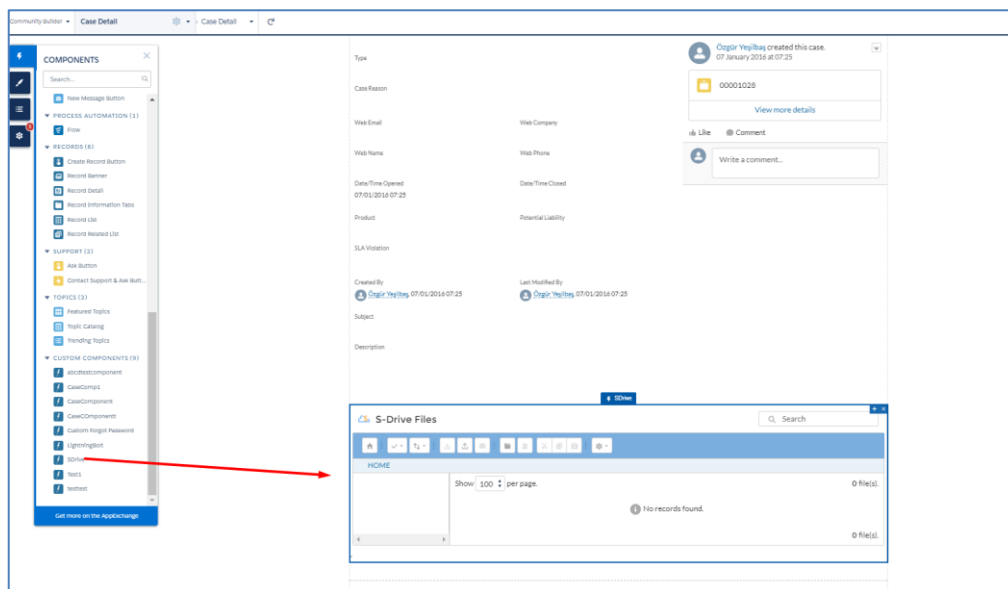 Community Builder
Case Detail
Case Detail
COMPONENTS
Search...
New Message Button
PROCESS AUTOMATION (1)
Flow
RECORDS (6)
Create Record Button
Record Banner
Record Detail
Record Information Tabs
Record List
Record Related List
SUPPORT (2)
Ask Button
Contact Support & Ask Butt...
TOPICS (3)
Featured Topics
Topic Catalog
Trending Topics
CUSTOM COMPONENTS (9)
abcdtestcomponent
CaseComp1
CaseComponent
CaseCOmponentt
Custom Forgot Password
LightningBot
SDrive
Test1
testtest
Get more on the AppExchange
Type
Case Reason
Web Email Web Company
Web Name Web Phone
Date/Time Opened Date/Time Closed
07/01/2016 07:25
Product Potential Liability
SLA Violation
Created By Last Modified By
Özgür Yeşilbaş, 07/01/2016 07:25 Özgür Yeşilbaş, 07/01/2016 07:25
Subject
Description
Özgür Yeşilbaş created this case.
07 January 2016 at 07:25
00001028
View more details
Like Comment
Write a comment...
SDrive
S-Drive Files
Search
HOME
Show 100 per page. 0 file(s).
No records found.
0 file(s).